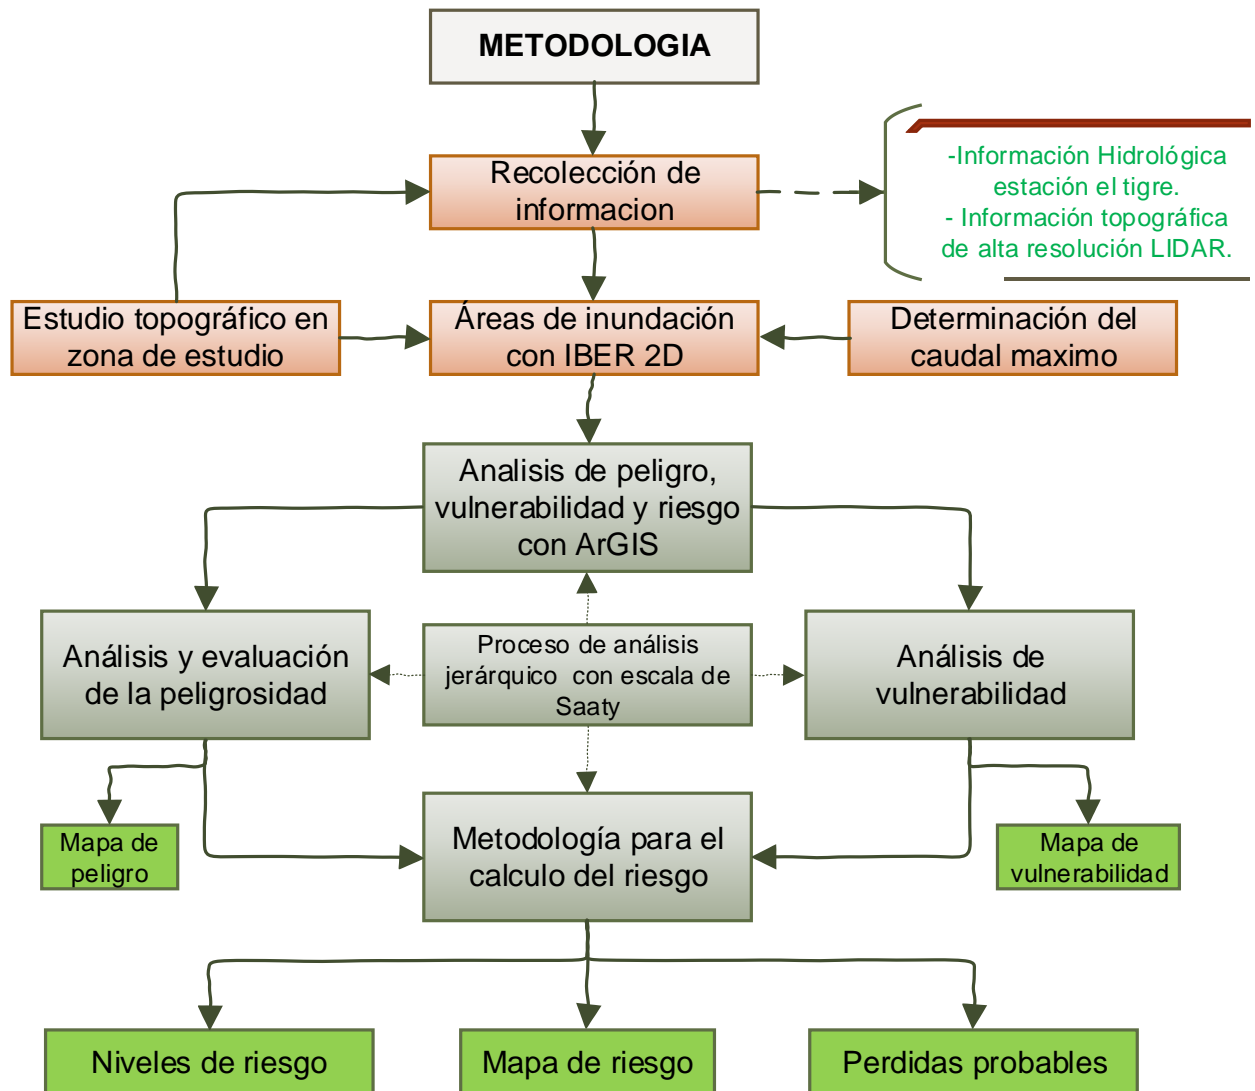 METODOLOGIA
Recolección de
informacion
-Información Hidrológica
estación el tigre.
- Información topográfica
de alta resolución LIDAR.
Estudio topográfico en
zona de estudio
Áreas de inundación
con IBER 2D
Determinación del
caudal maximo
Analisis de peligro,
vulnerabilidad y riesgo
con ArGIS
Análisis y evaluación
de la peligrosidad
Proceso de análisis
jerárquico con escala de
Saaty
Análisis de
vulnerabilidad
Mapa de
peligro
Metodología para el
calculo del riesgo
Mapa de
vulnerabilidad
Niveles de riesgo
Mapa de riesgo
Perdidas probables